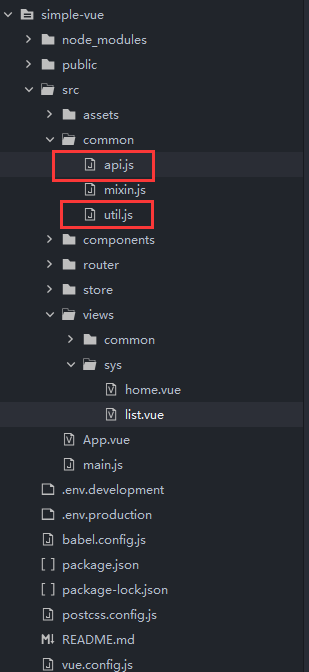 simple-vue
node_modules
public
src
assets
common
api.js
mixin.js
util.js
components
router
store
views
common
sys
home.vue
list.vue
App.vue
main.js
.env.development
.env.production
babel.config.js
package.json
package-lock.json
postcss.config.js
README.md
vue.config.js